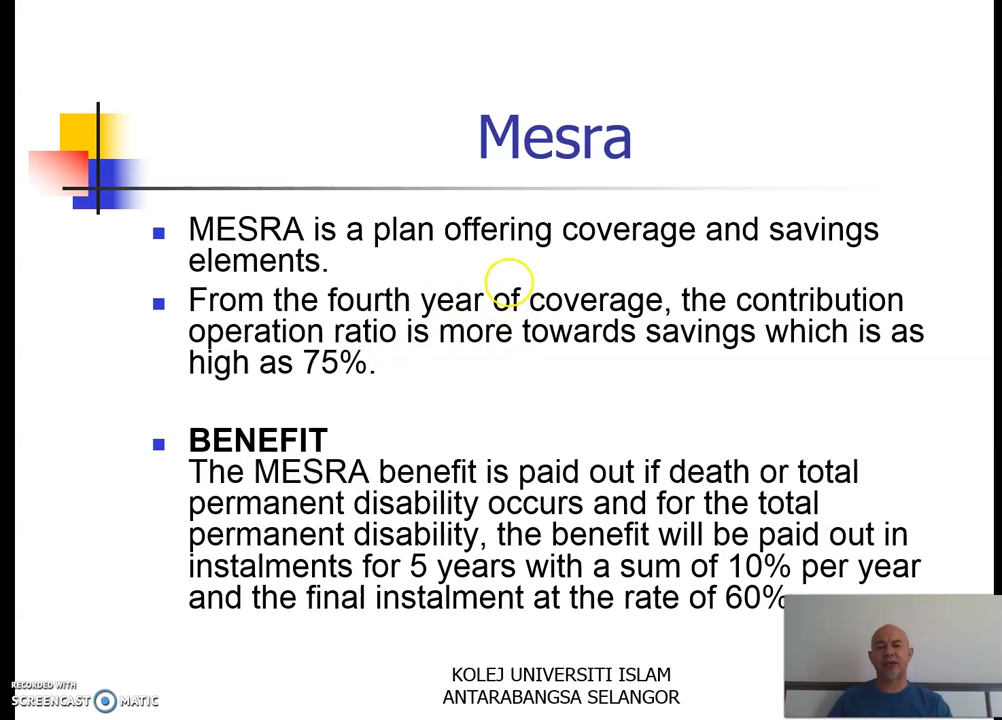 Mesra
MESRA is a plan offering coverage and savings
elements.
From the fourth year of coverage, the contribution
operation ratio is more towards savings which is as
high as 75%.
BENEFIT
The MESRA benefit is paid out if death or total
permanent disability occurs and for the total
permanent disability, the benefit will be paid out in
instalments for 5 years with a sum of 10% per year
and the final instalment at the rate of 60%
KOLEJ UNIVERSITI ISLAM
ANTARABANGSA SELANGOR
RECORDED WITH
SCREENCAST MATIC